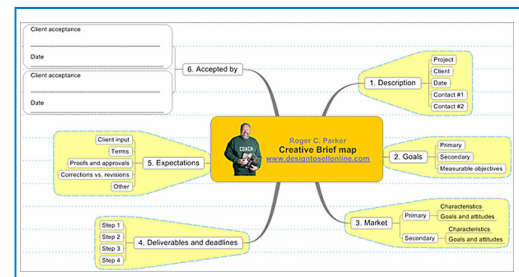 Client acceptance
Date
Client acceptance
Date
6. Accepted by
1. Description
Project
Client
Date
Contact #1
Contact #2
Roger C. Parker
Creative Brief map
www.designtosellonline.com
COACH
2. Goals
Primary
Secondary
Measurable objectives
5. Expectations
Client input
Terms
Proofs and approvals
Corrections vs. revisions
Other
3. Market
Primary
Characteristics
Goals and attitudes
Secondary
Characteristics
Goals and attitudes
4. Deliverables and deadlines
Step 1
Step 2
Step 3
Step 4